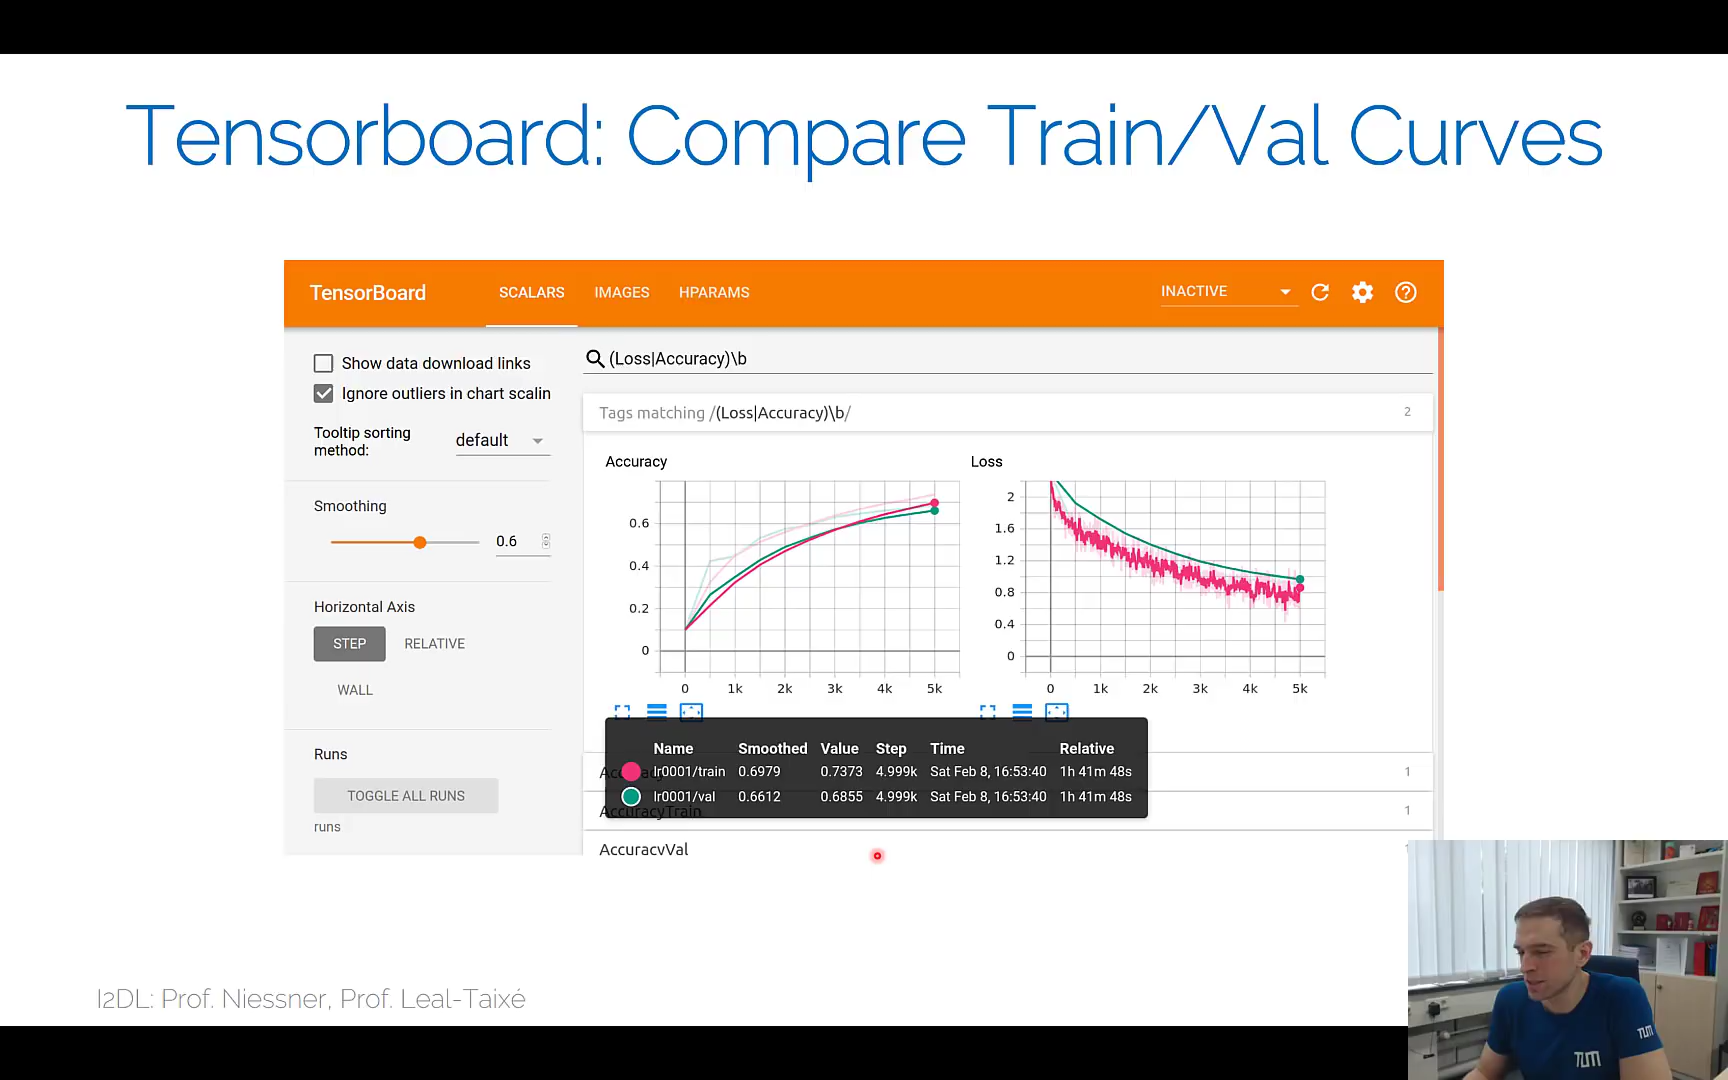 Tensorboard: Compare Train/Val Curves
TensorBoard SCALARS IMAGES HPARAMS INACTIVE
Show data download links
Ignore outliers in chart scalin
Tooltip sorting
method: default
Smoothing
0.6
Horizontal Axis
STEP RELATIVE
WALL
Runs
TOGGLE ALL RUNS
runs
(Loss|Accuracy)\b
Tags matching /(Loss|Accuracy)\b/ 2
Accuracy
0.6
0.4
0.2
0
0 1k 2k 3k 4k 5k
Loss
2
1.6
1.2
0.8
0.4
0
0 1k 2k 3k 4k 5k
Name Smoothed Value Step Time Relative
lr0001/train 0.6979 0.7373 4.999k Sat Feb 8, 16:53:40 1h 41m 48s
lr0001/val 0.6612 0.6855 4.999k Sat Feb 8, 16:53:40 1h 41m 48s
1
AccuracyTrain 1
AccuracyVal
I2DL: Prof. Niessner, Prof. Leal-Taixé
TUM
TUM